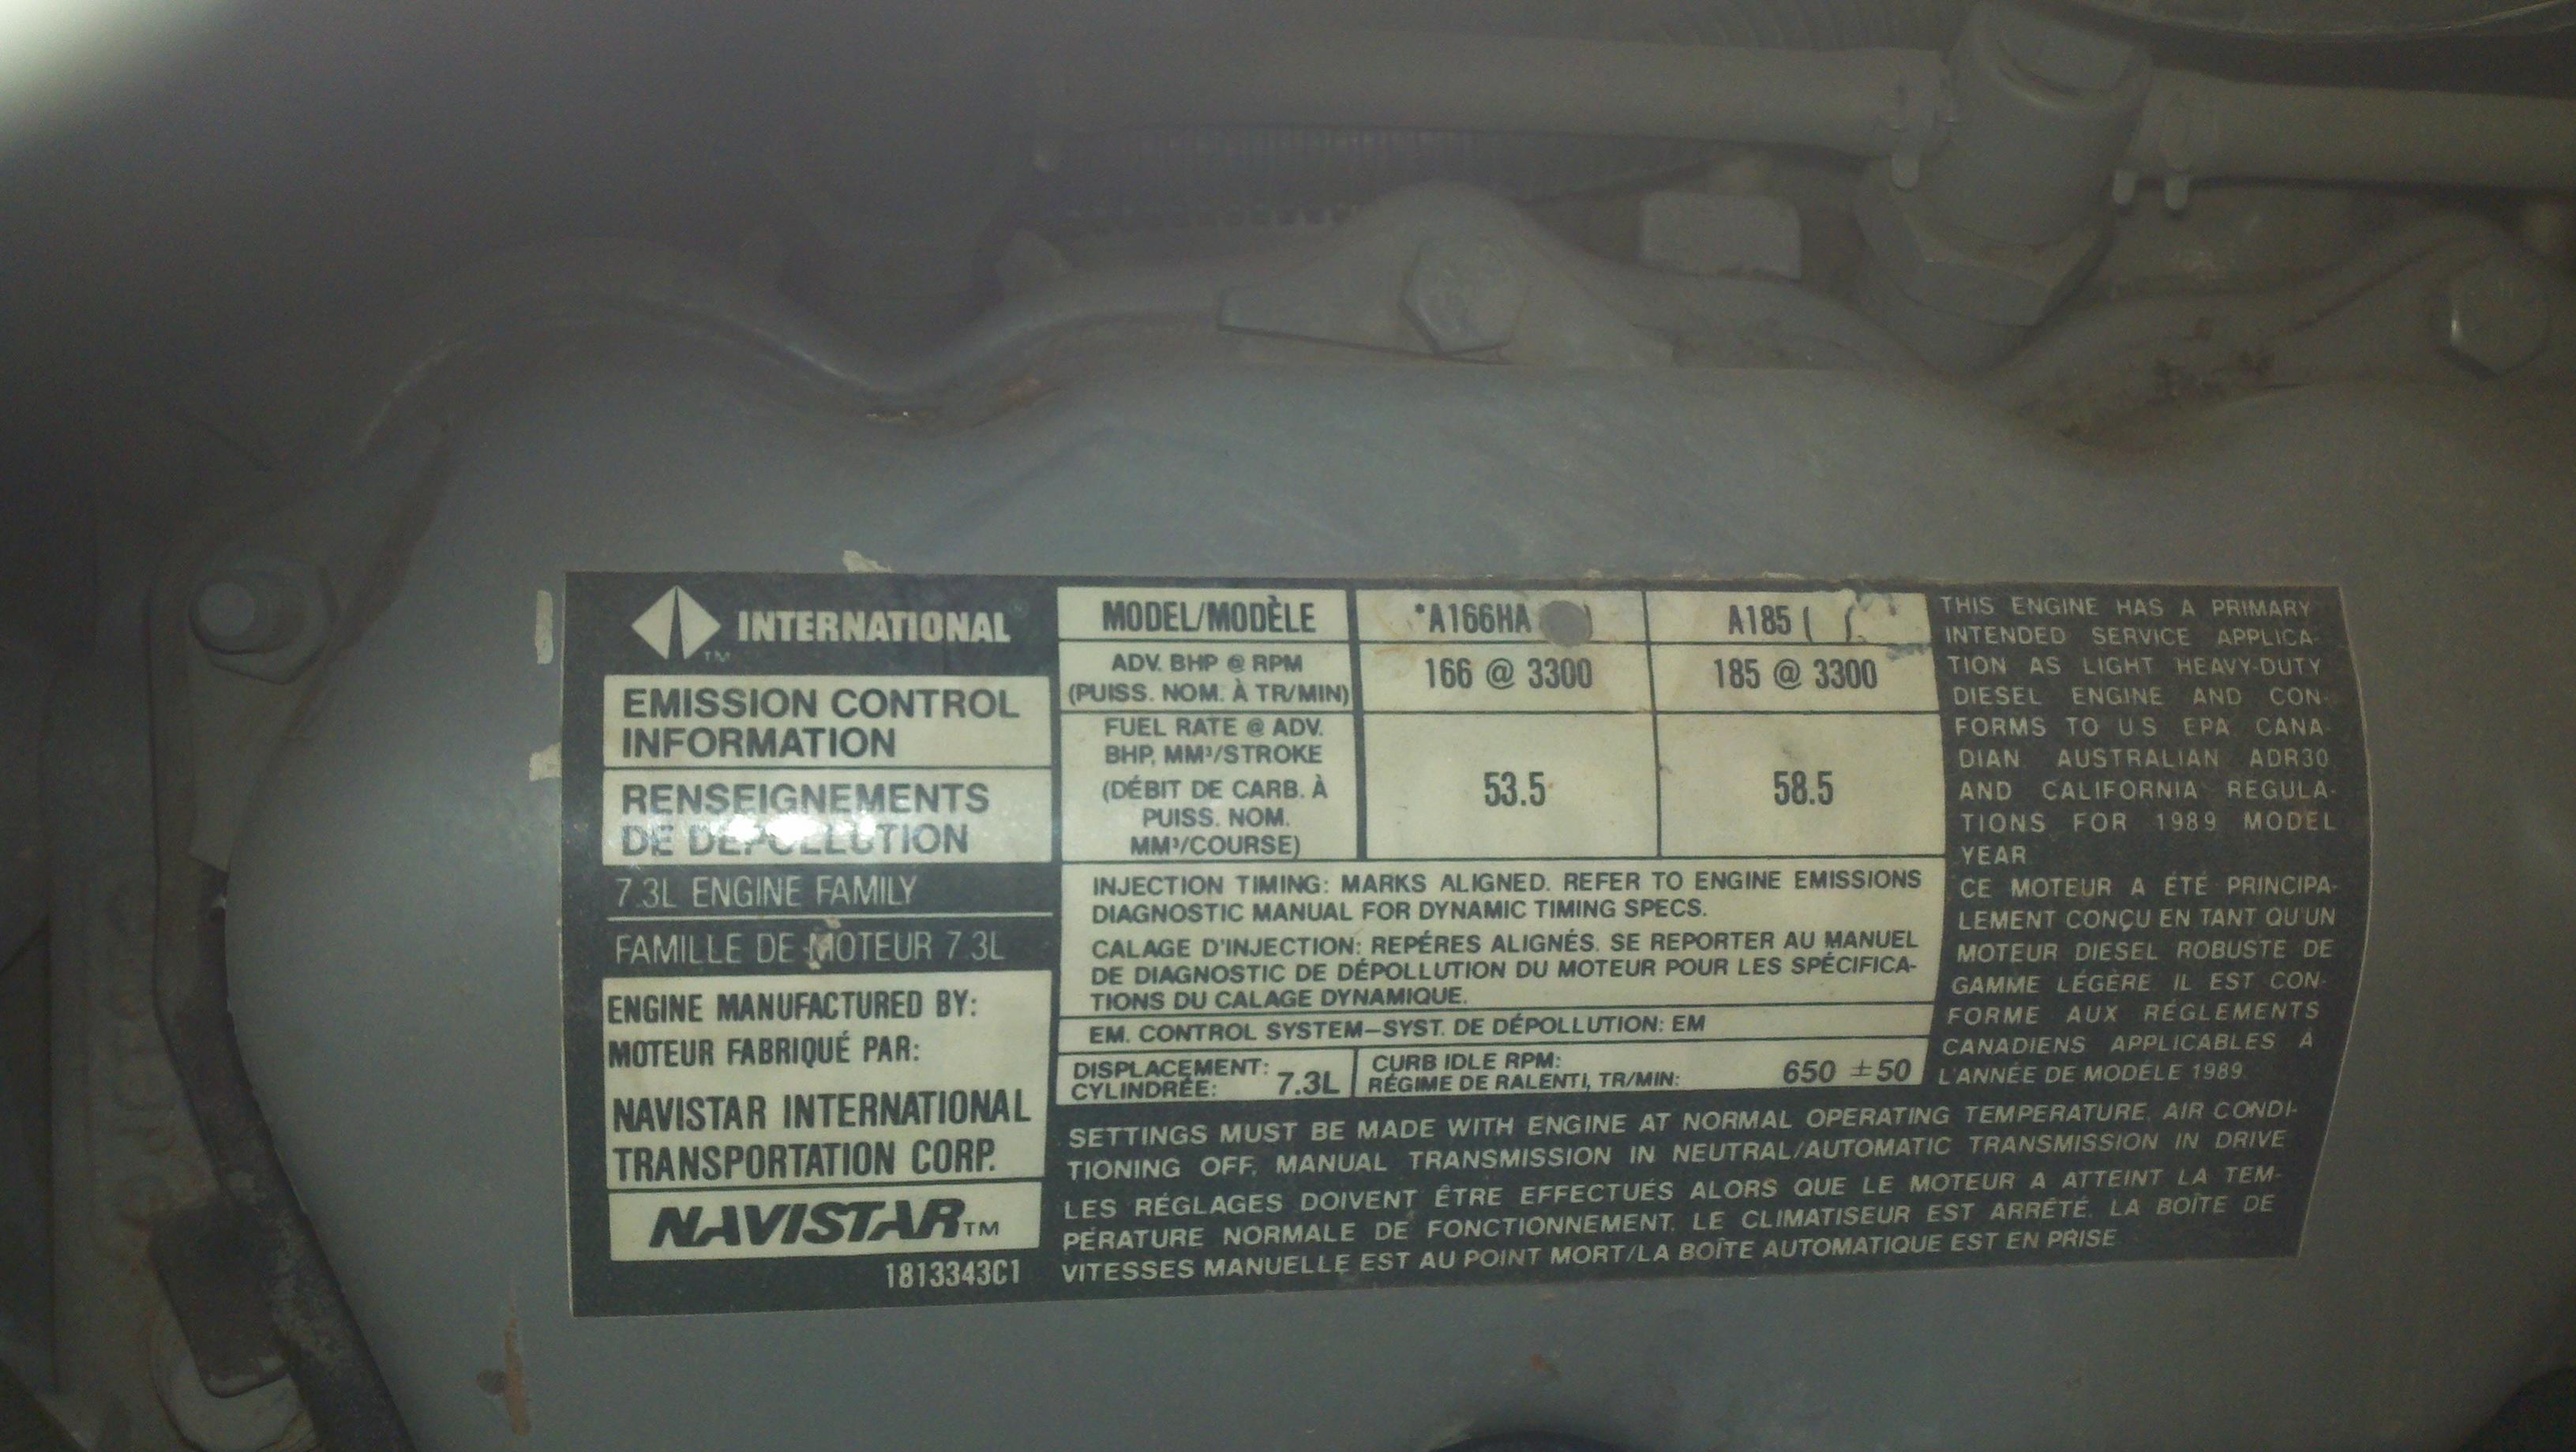 INTERNATIONAL
TM
EMISSION CONTROL
INFORMATION
RENSEIGNEMENTS
DE DÉPOLLUTION
7.3L ENGINE FAMILY
FAMILLE DE MOTEUR 7.3L
ENGINE MANUFACTURED BY:
MOTEUR FABRIQUÉ PAR:
NAVISTAR INTERNATIONAL
TRANSPORTATION CORP.
NAVISTAR TM
1813343C1
MODEL/MODÈLE *A166HA ) A185 (
ADV. BHP @ RPM
(PUISS. NOM. À TR/MIN) 166 @ 3300 185 @ 3300
FUEL RATE @ ADV.
BHP, MM³/STROKE
(DÉBIT DE CARB. À
PUISS. NOM.
MM³/COURSE) 53.5 58.5
INJECTION TIMING: MARKS ALIGNED. REFER TO ENGINE EMISSIONS
DIAGNOSTIC MANUAL FOR DYNAMIC TIMING SPECS.
CALAGE D'INJECTION: REPÉRES ALIGNÉS. SE REPORTER AU MANUEL
DE DIAGNOSTIC DE DÉPOLLUTION DU MOTEUR POUR LES SPÉCIFICA-
TIONS DU CALAGE DYNAMIQUE.
EM. CONTROL SYSTEM–SYST. DE DÉPOLLUTION: EM
DISPLACEMENT:
CYLINDRÉE: 7.3L
CURB IDLE RPM:
RÉGIME DE RALENTI, TR/MIN: 650 ±50
THIS ENGINE HAS A PRIMARY
INTENDED SERVICE APPLICA-
TION AS LIGHT HEAVY-DUTY
DIESEL ENGINE AND CON-
FORMS TO U.S. EPA CANA-
DIAN AUSTRALIAN ADR30
AND CALIFORNIA REGULA-
TIONS FOR 1989 MODEL
YEAR
CE MOTEUR A ÉTÉ PRINCIPA-
LEMENT CONÇU EN TANT QU'UN
MOTEUR DIESEL ROBUSTE DE
GAMME LÉGÈRE. IL EST CON-
FORME AUX RÉGLEMENTS
CANADIENS APPLICABLES À
L'ANNÉE DE MODÉLE 1989.
SETTINGS MUST BE MADE WITH ENGINE AT NORMAL OPERATING TEMPERATURE, AIR CONDI-
TIONING OFF, MANUAL TRANSMISSION IN NEUTRAL/AUTOMATIC TRANSMISSION IN DRIVE
LES RÉGLAGES DOIVENT ÊTRE EFFECTUÉS ALORS QUE LE MOTEUR A ATTEINT LA TEM-
PÉRATURE NORMALE DE FONCTIONNEMENT. LE CLIMATISEUR EST ARRÊTÉ. LA BOÎTE DE
VITESSES MANUELLE EST AU POINT MORT/LA BOÎTE AUTOMATIQUE EST EN PRISE